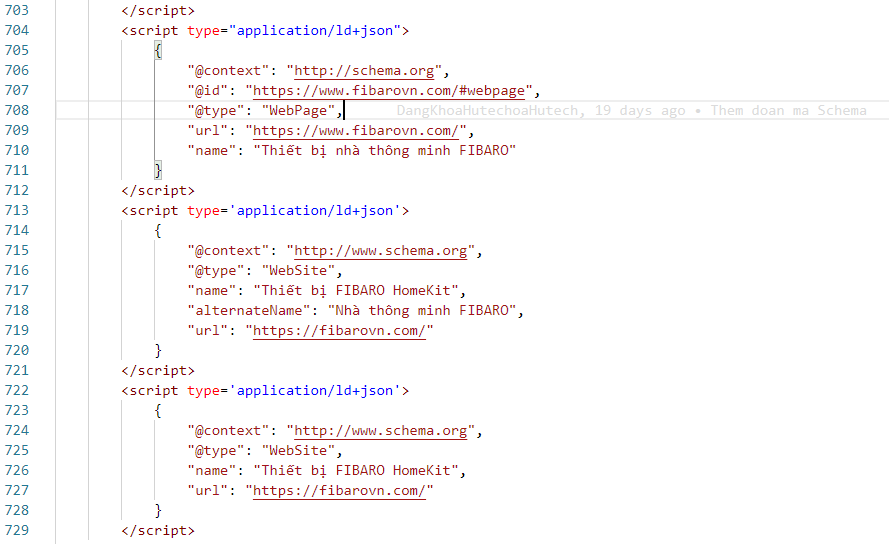 703 </script>
704 <script type="application/ld+json">
705 {
706 "@context": "http://schema.org",
707 "@id": "https://www.fibarovn.com/#webpage",
708 "@type": "WebPage", DangKhoaHutechoaHutech, 19 days ago • Them doan ma Schema
709 "url": "https://www.fibarovn.com/",
710 "name": "Thiết bị nhà thông minh FIBARO"
711 }
712 </script>
713 <script type='application/ld+json'>
714 {
715 "@context": "http://www.schema.org",
716 "@type": "WebSite",
717 "name": "Thiết bị FIBARO HomeKit",
718 "alternateName": "Nhà thông minh FIBARO",
719 "url": "https://fibarovn.com/"
720 }
721 </script>
722 <script type='application/ld+json'>
723 {
724 "@context": "http://www.schema.org",
725 "@type": "WebSite",
726 "name": "Thiết bị FIBARO HomeKit",
727 "url": "https://fibarovn.com/"
728 }
729 </script>